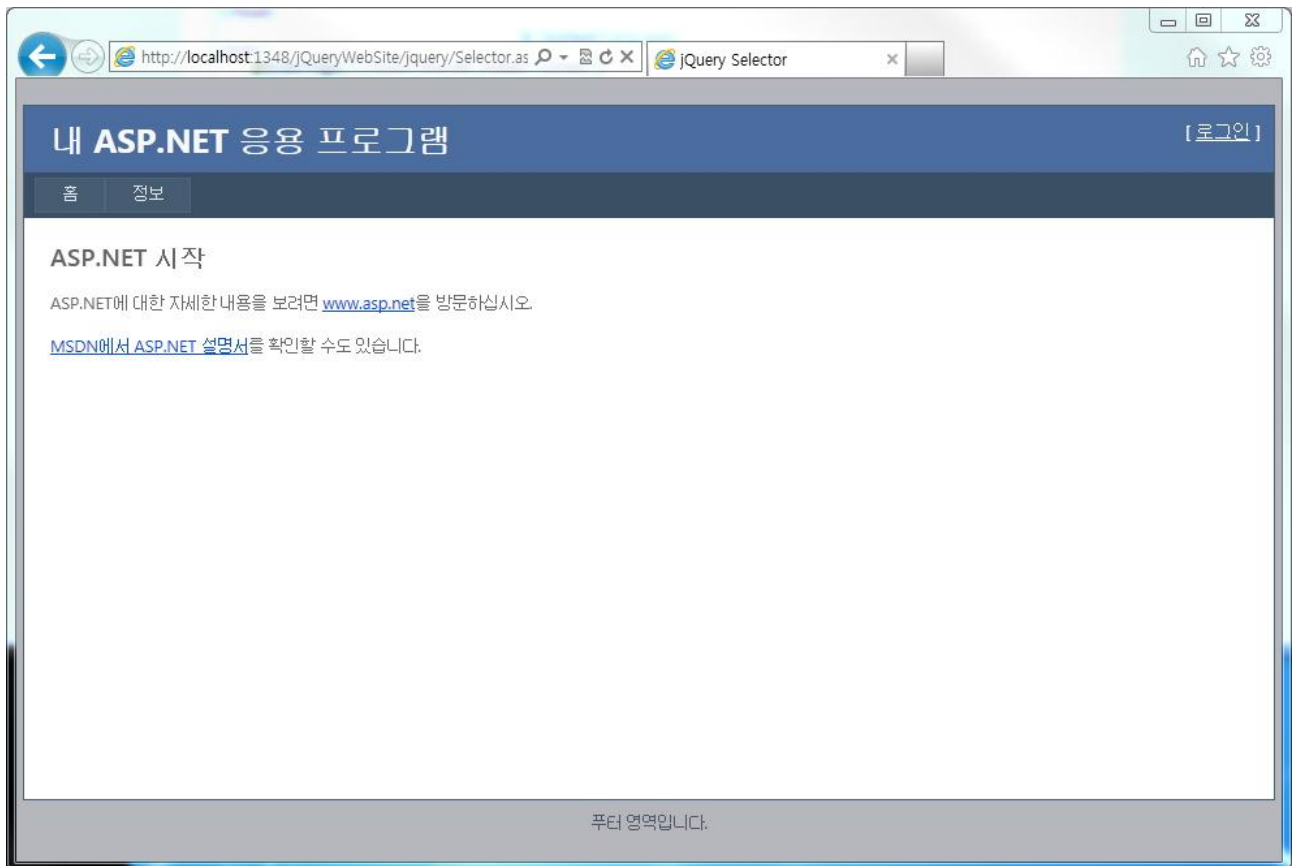 http://localhost:1348/jQueryWebSite/jquery/Selector.as
jQuery Selector
내 ASP.NET 응용 프로그램
[ 로그인 ]
홈
정보
ASP.NET 시작
ASP.NET에 대한 자세한 내용을 보려면 www.asp.net을 방문하십시오.
MSDN에서 ASP.NET 설명서를 확인할 수도 있습니다.
푸터 영역입니다.